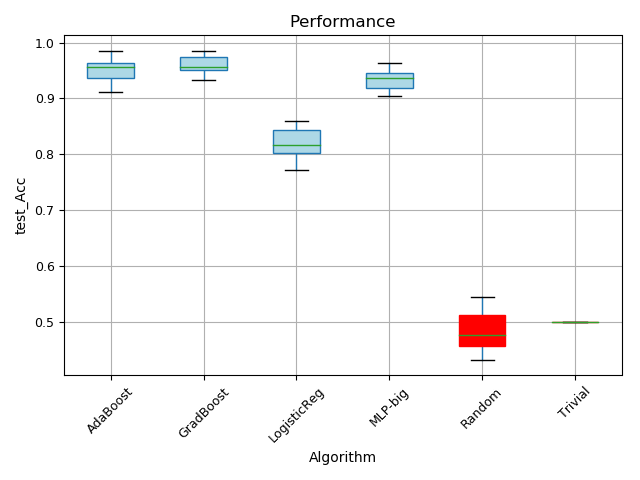 Performance
test_Acc
1.0
0.9
0.8
0.7
0.6
0.5
AdaBoost
GradBoost
LogisticReg
MLP-big
Random
Trivial
Algorithm